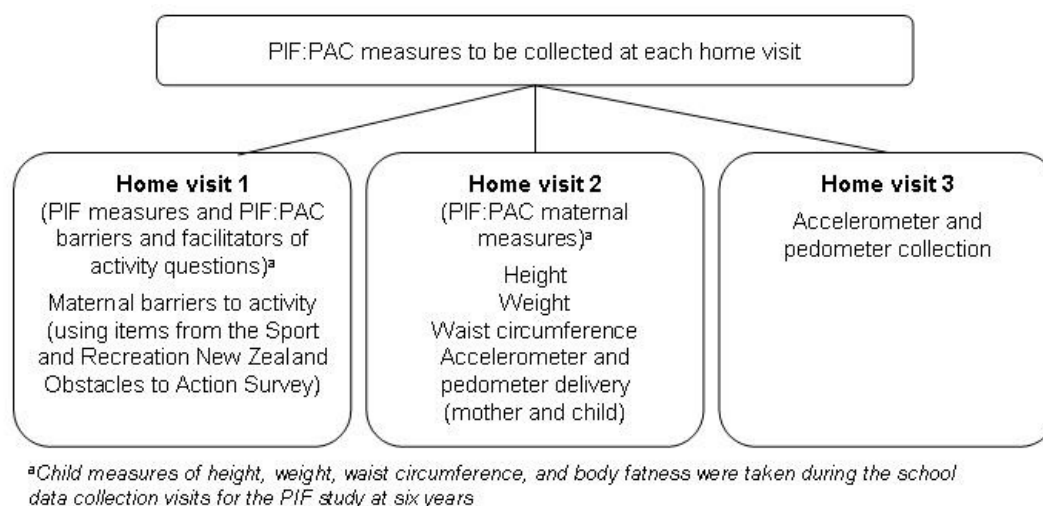 PIF:PAC measures to be collected at each home visit
Home visit 1
(PIF measures and PIF:PAC
barriers and facilitators of
activity questions)ª
Maternal barriers to activity
(using items from the Sport
and Recreation New Zealand
Obstacles to Action Survey)
Home visit 2
(PIF:PAC maternal
measures)ª
Height
Weight
Waist circumference
Accelerometer and
pedometer delivery
(mother and child)
Home visit 3
Accelerometer and
pedometer collection
ªChild measures of height, weight, waist circumference, and body fatness were taken during the school
data collection visits for the PIF study at six years